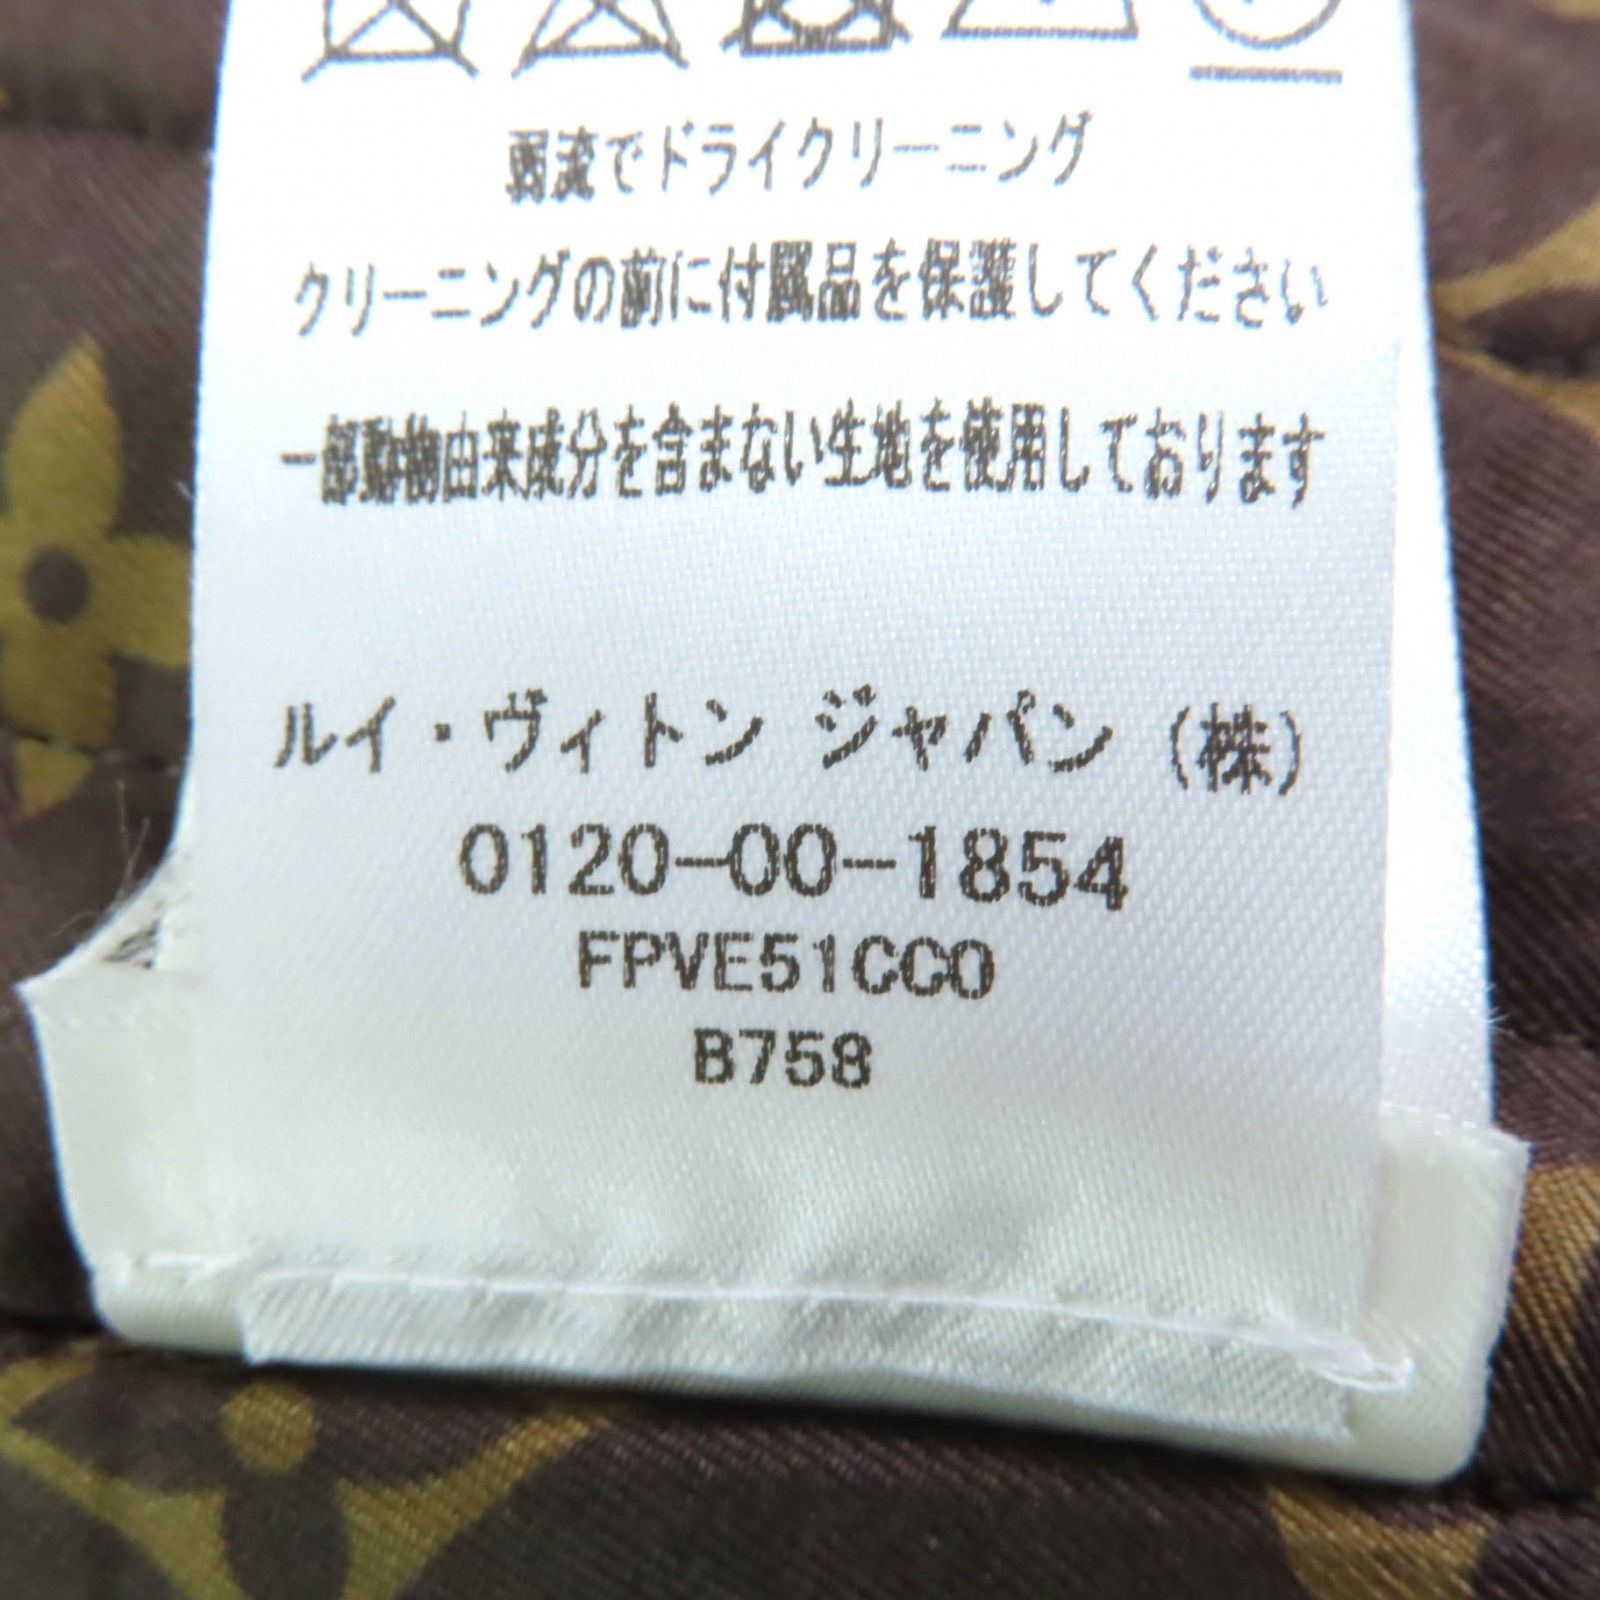 弱流でドライクリーニング
クリーニングの前に付属品を保護してください
一部動物由来成分を含まない生地を使用しております
ルイ・ヴィトン ジャパン (株)
0120-00-1854
FPVE51CCO
B758